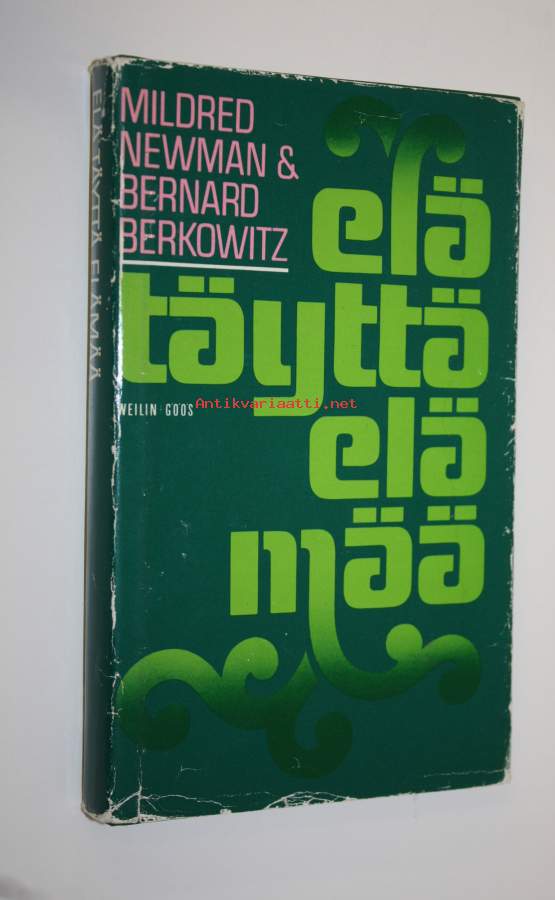 MILDRED
NEWMAN &
BERNARD
BERKOWITZ
elä
täyttä
elä
mää
WEILIN·GÖÖS
Antikvariaatti.net
ELÄ TÄYTTÄ ELÄMÄÄ